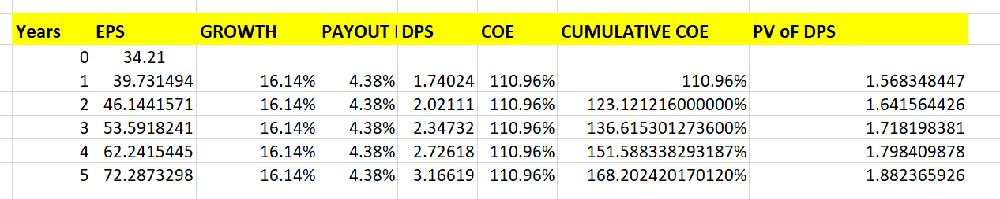 Years EPS GROWTH PAYOUT DPS COE CUMULATIVE COE PV oF DPS
0 34.21
1 39.731494 16.14% 4.38% 1.74024 110.96% 110.96% 1.568348447
2 46.1441571 16.14% 4.38% 2.02111 110.96% 123.121216000000% 1.641564426
3 53.5918241 16.14% 4.38% 2.34732 110.96% 136.615301273600% 1.718198381
4 62.2415445 16.14% 4.38% 2.72618 110.96% 151.588338293187% 1.798409878
5 72.2873298 16.14% 4.38% 3.16619 110.96% 168.202420170120% 1.882365926